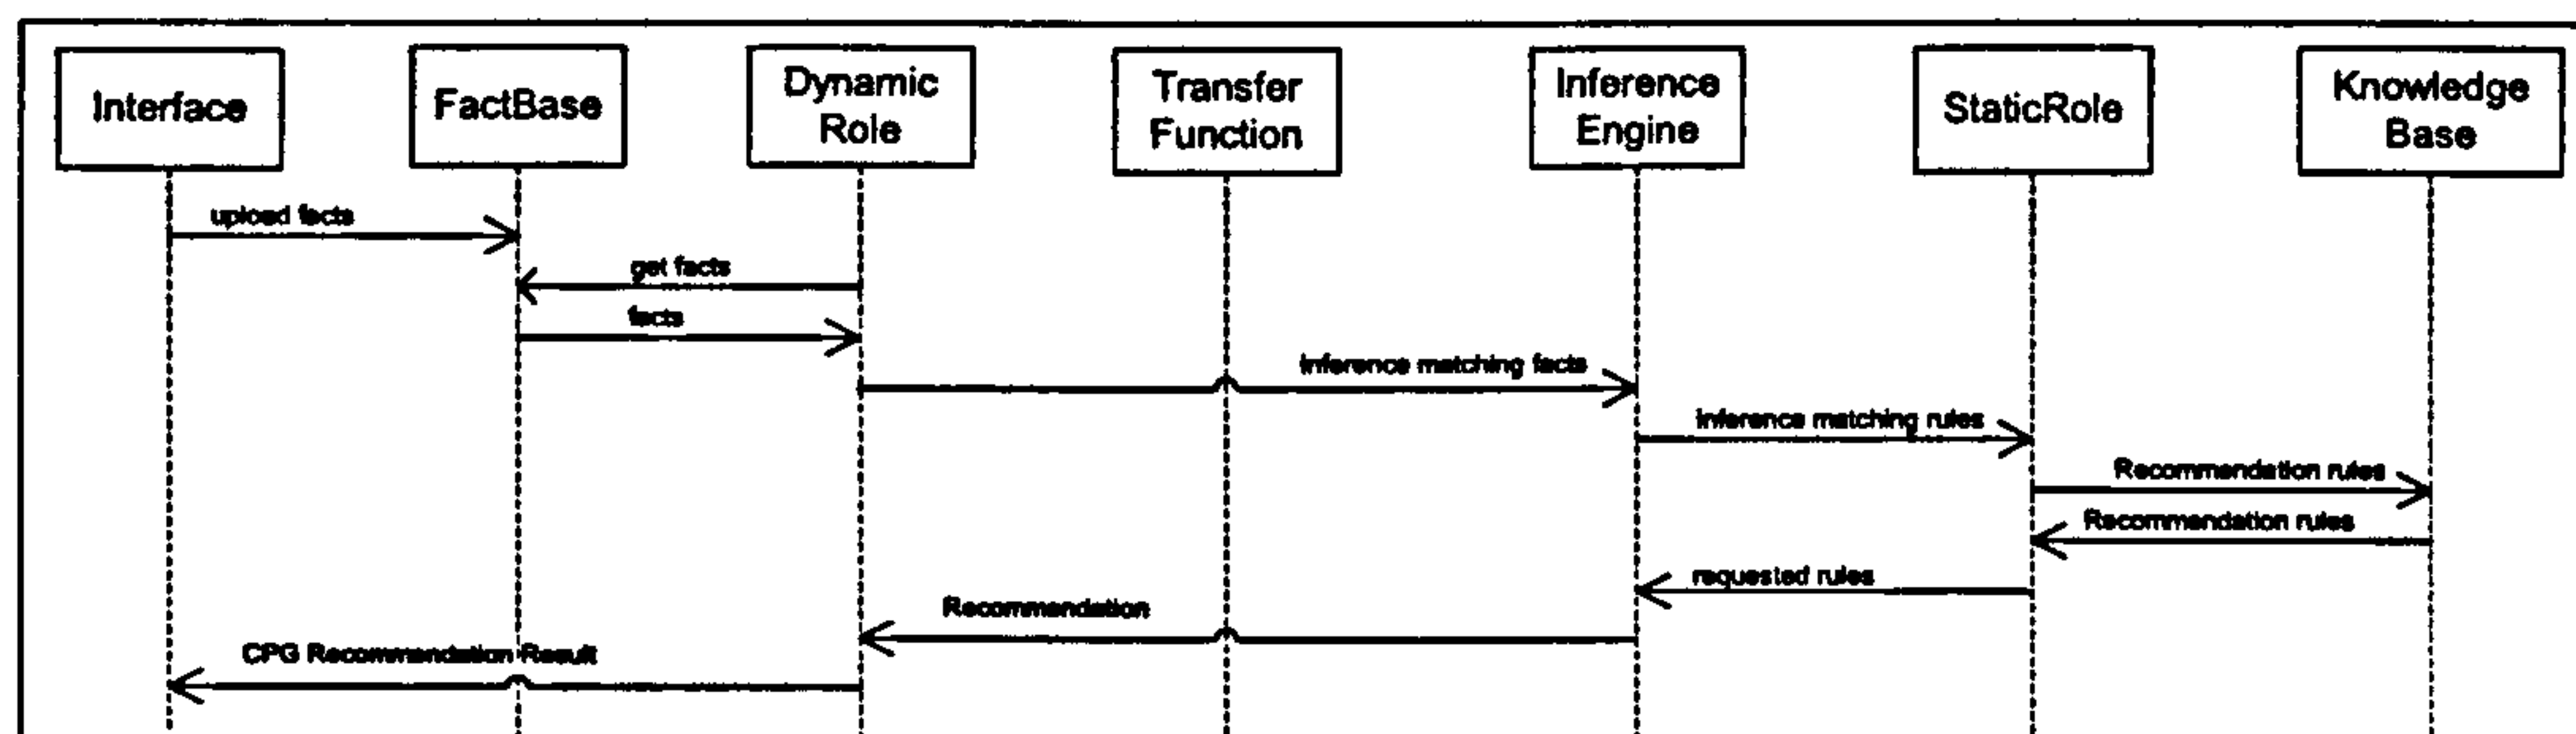 Interface
FactBase
Dynamic
Role
Transfer
Function
Inference
Engine
StaticRole
Knowledge
Base
upload facts
get facts
facts
Inference matching facts
Inference matching rules
Recommendation rules
Recommendation rules
requested rules
Recommendation
CPG Recommendation Result